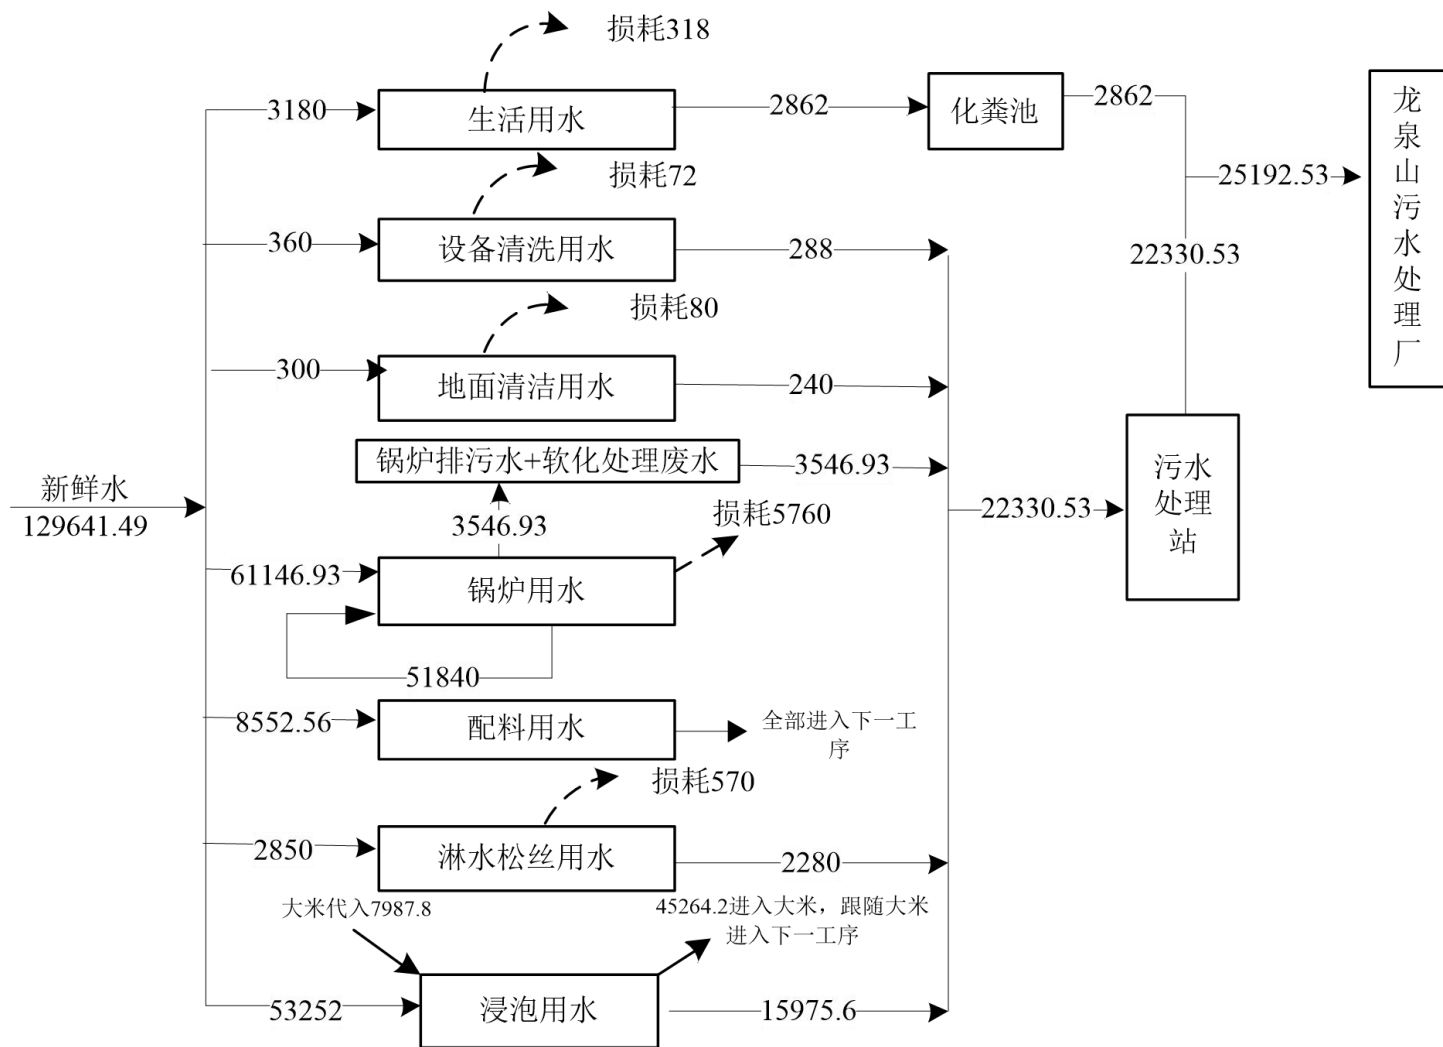 损耗318
3180
生活用水
2862
化粪池
2862
龙泉山污水处理厂
损耗72
25192.53
360
设备清洗用水
288
22330.53
损耗80
300
地面清洁用水
240
锅炉排污水+软化处理废水
3546.93
新鲜水
129641.49
3546.93
损耗5760
22330.53
污水
处理
站
61146.93
锅炉用水
51840
8552.56
配料用水
全部进入下一工
序
损耗570
2850
淋水松丝用水
2280
大米代入7987.8
45264.2进入大米，跟随大米
进入下一工序
53252
浸泡用水
15975.6